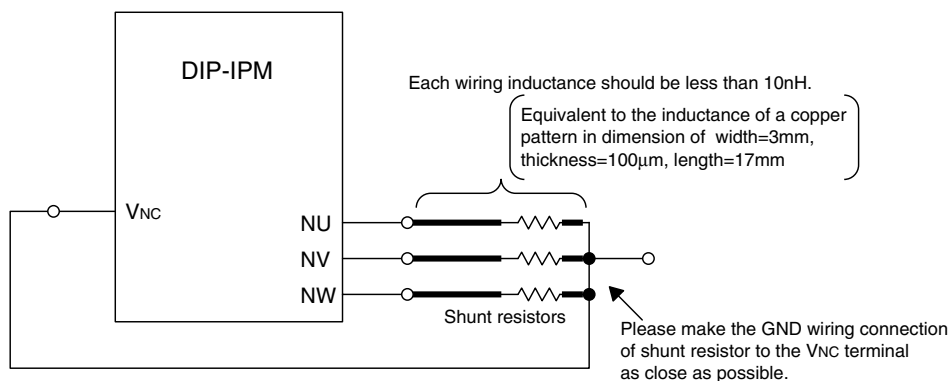 DIP-IPM
Each wiring inductance should be less than 10nH.
Equivalent to the inductance of a copper
pattern in dimension of width=3mm,
thickness=100μm, length=17mm
VNC
NU
NV
NW
Shunt resistors
Please make the GND wiring connection
of shunt resistor to the VNC terminal
as close as possible.